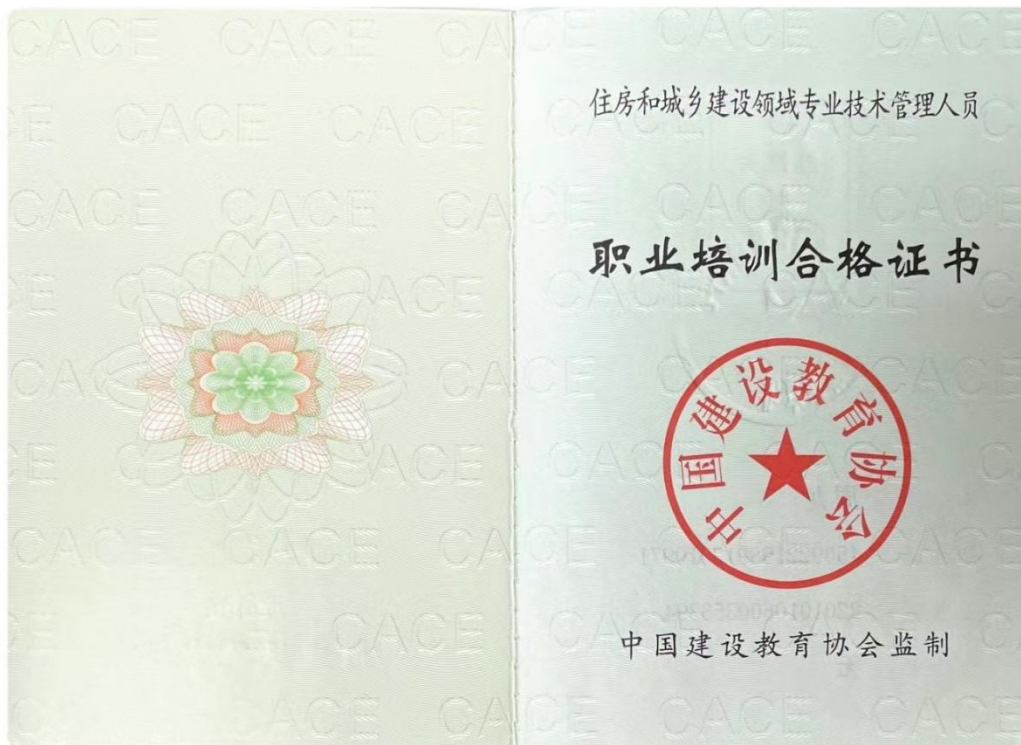 CACE
住房和城乡建设领域专业技术管理人员
职业培训合格证书
中国建设教育协会
中国建设教育协会监制